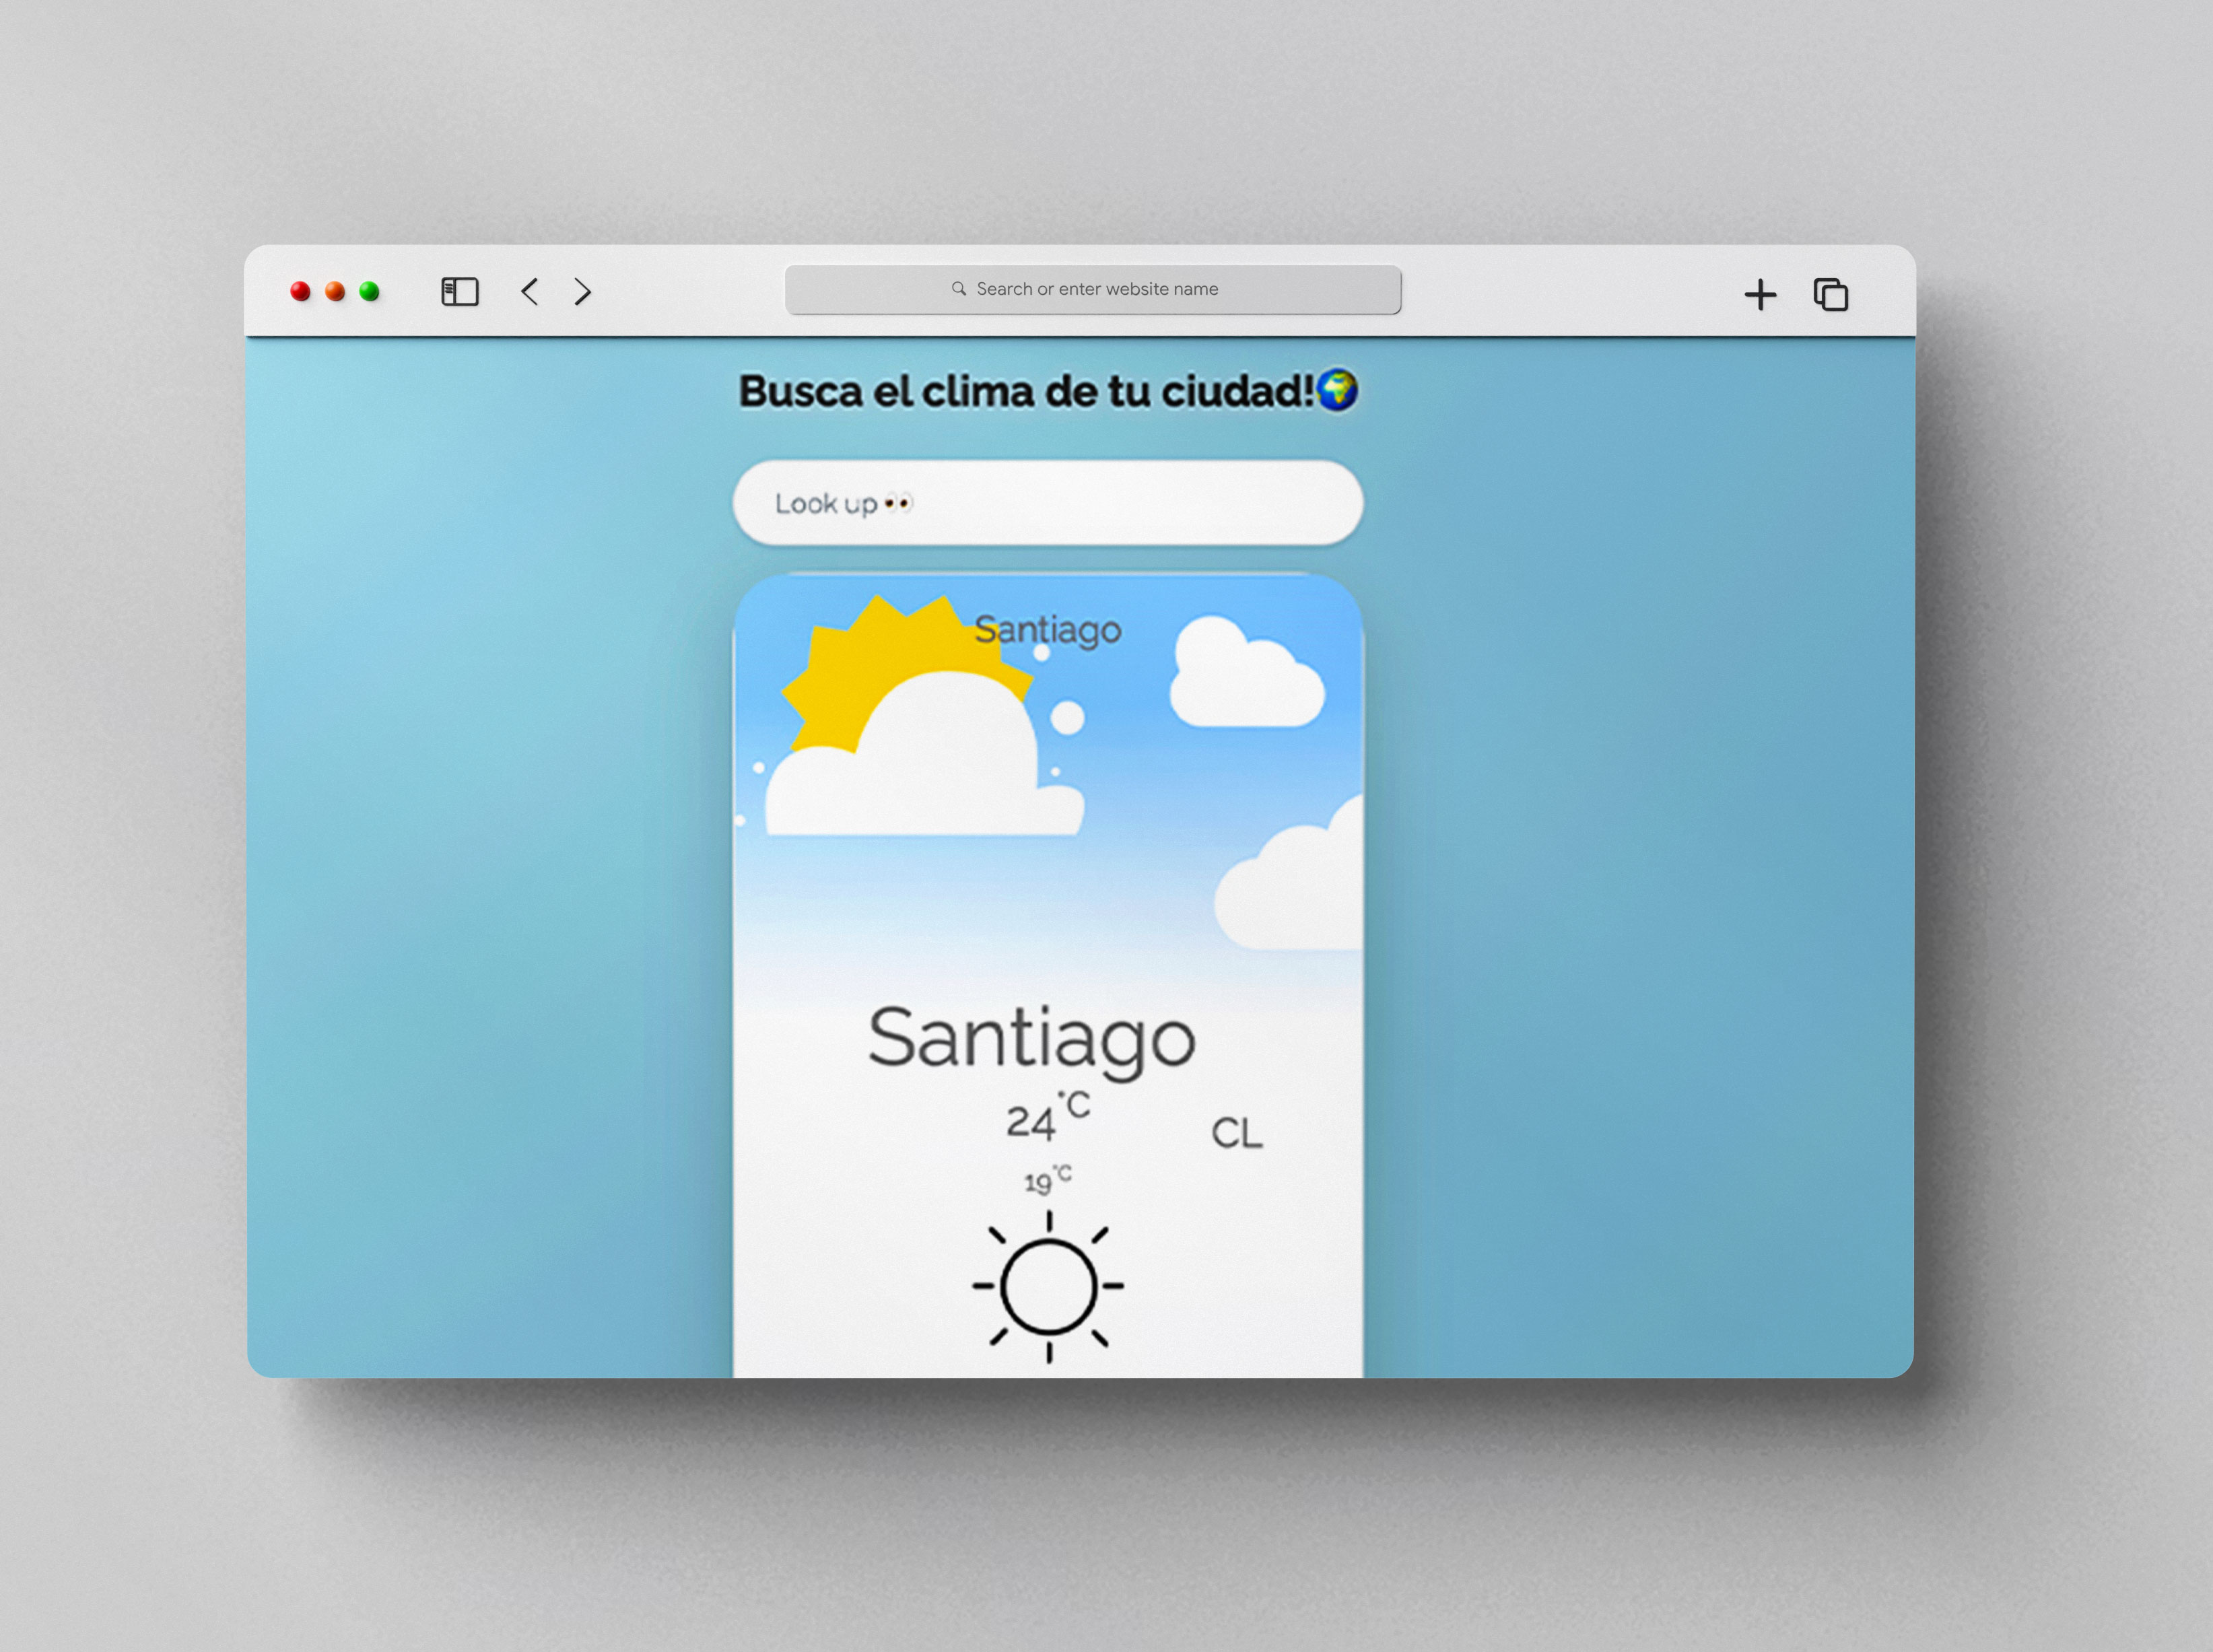 Search or enter website name
Busca el clima de tu ciudad!🌍
Look up 👀
Santiago
Santiago
24°C
CL
19°C